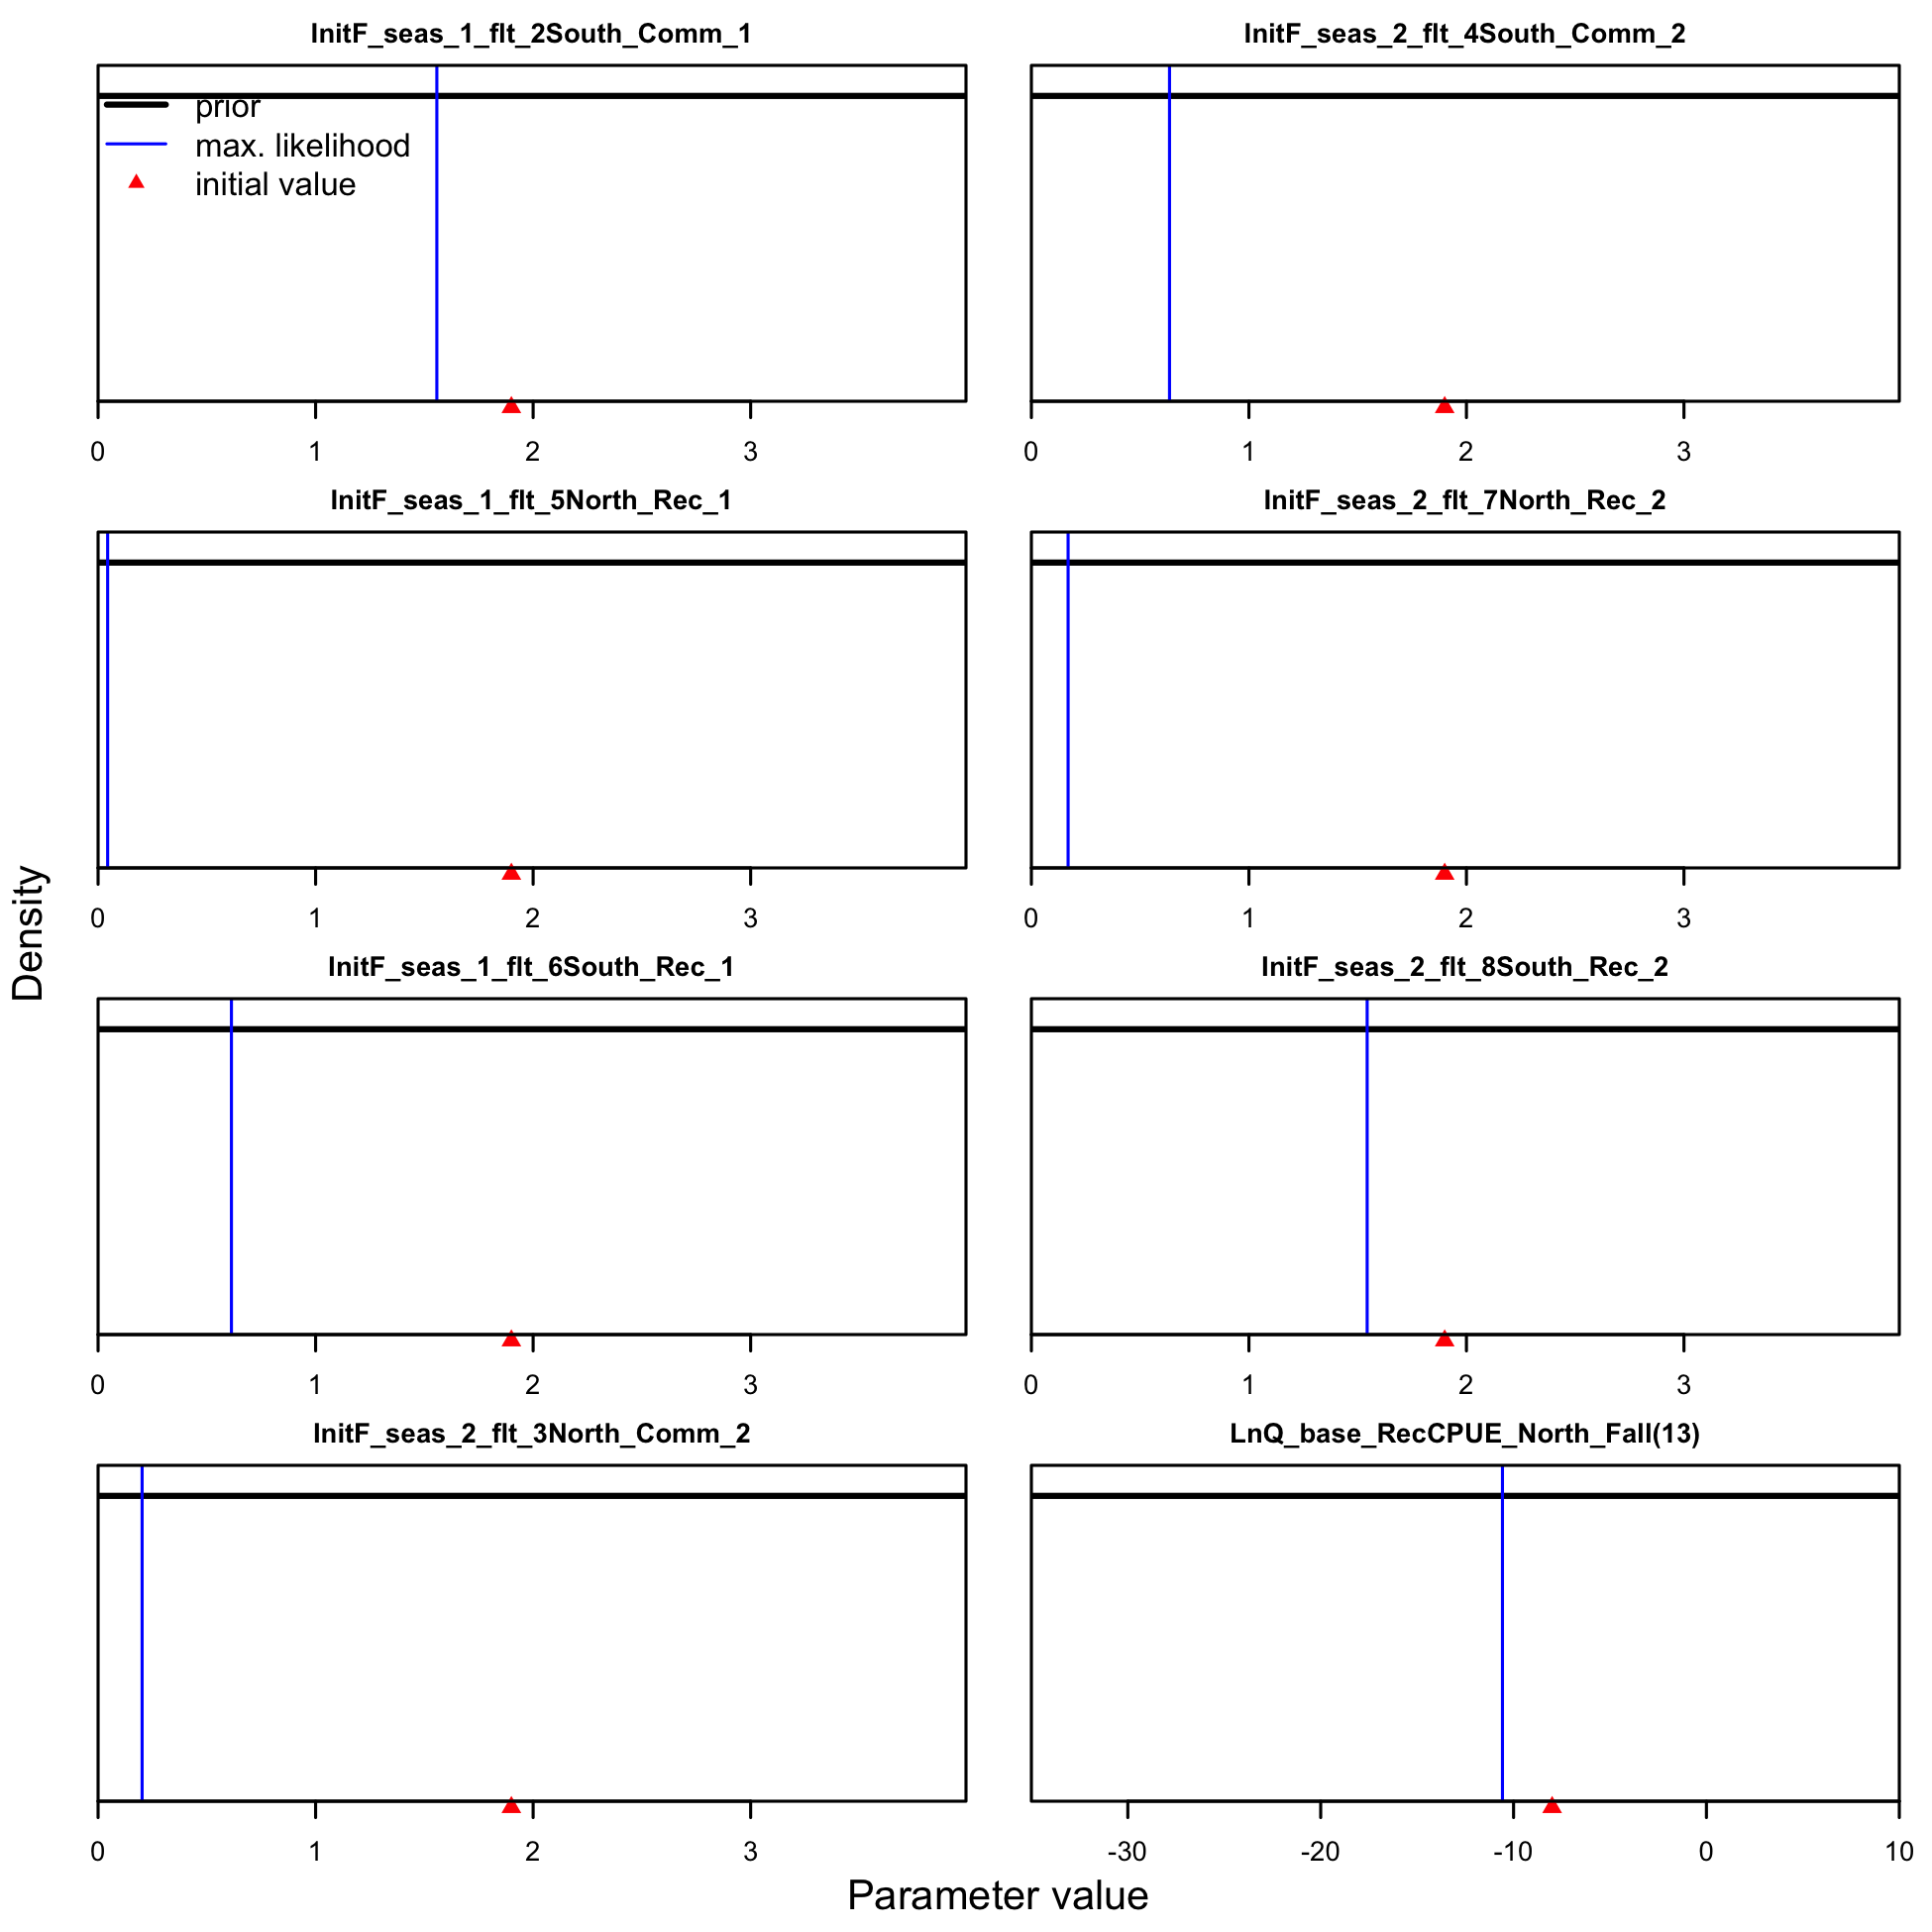 InitF_seas_1_flt_2South_Comm_1
prior
max. likelihood
initial value
0 1 2 3
InitF_seas_2_flt_4South_Comm_2
0 1 2 3
InitF_seas_1_flt_5North_Rec_1
0 1 2 3
InitF_seas_2_flt_7North_Rec_2
0 1 2 3
Density
InitF_seas_1_flt_6South_Rec_1
0 1 2 3
InitF_seas_2_flt_8South_Rec_2
0 1 2 3
InitF_seas_2_flt_3North_Comm_2
0 1 2 3
LnQ_base_RecCPUE_North_Fall(13)
-30 -20 -10 0 10
Parameter value